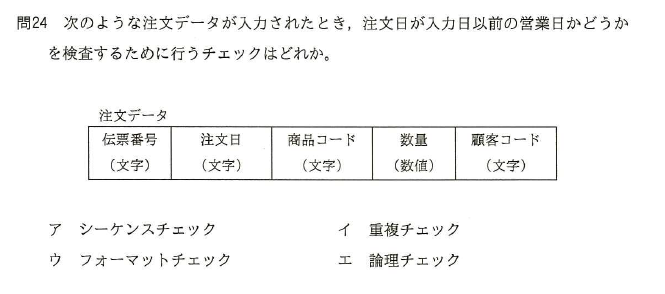 問24 次のような注文データが入力されたとき，注文日が入力日以前の営業日かどうか
を検査するために行うチェックはどれか。
注文データ
伝票番号 注文日 商品コード 数量 顧客コード
（文字） （文字） （文字） （数値） （文字）
ア シーケンスチェック イ 重複チェック
ウ フォーマットチェック エ 論理チェック